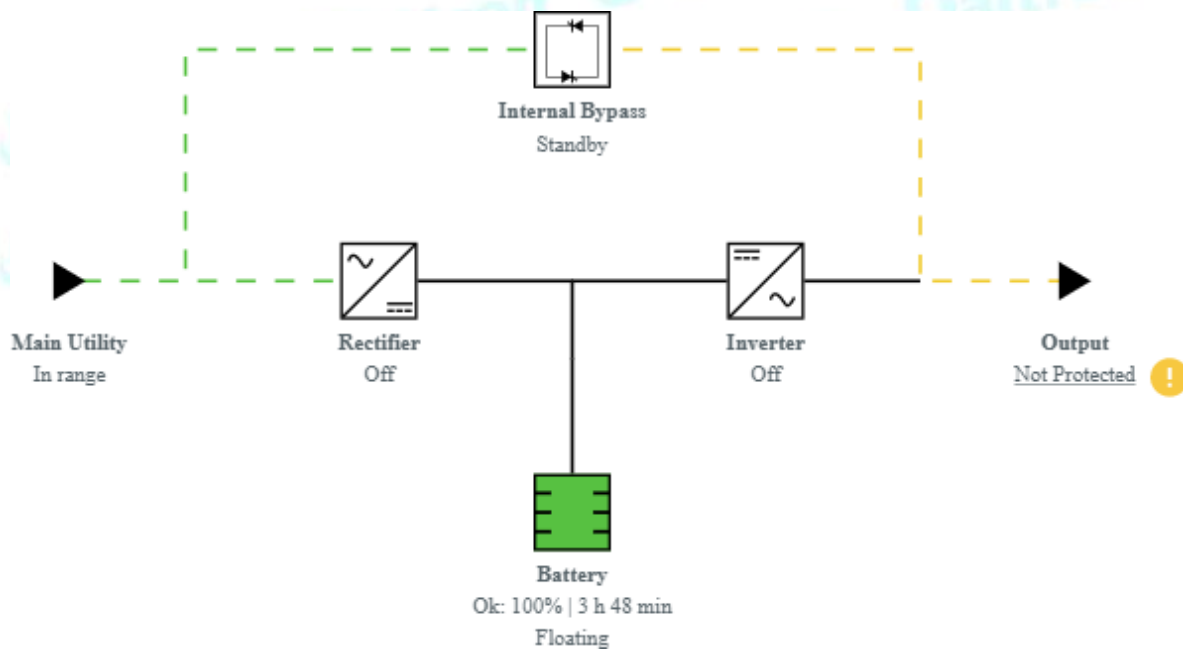 Internal Bypass
Standby
Main Utility
In range
Rectifier
Off
Inverter
Off
Output
Not Protected
!
Battery
Ok: 100% | 3 h 48 min
Floating